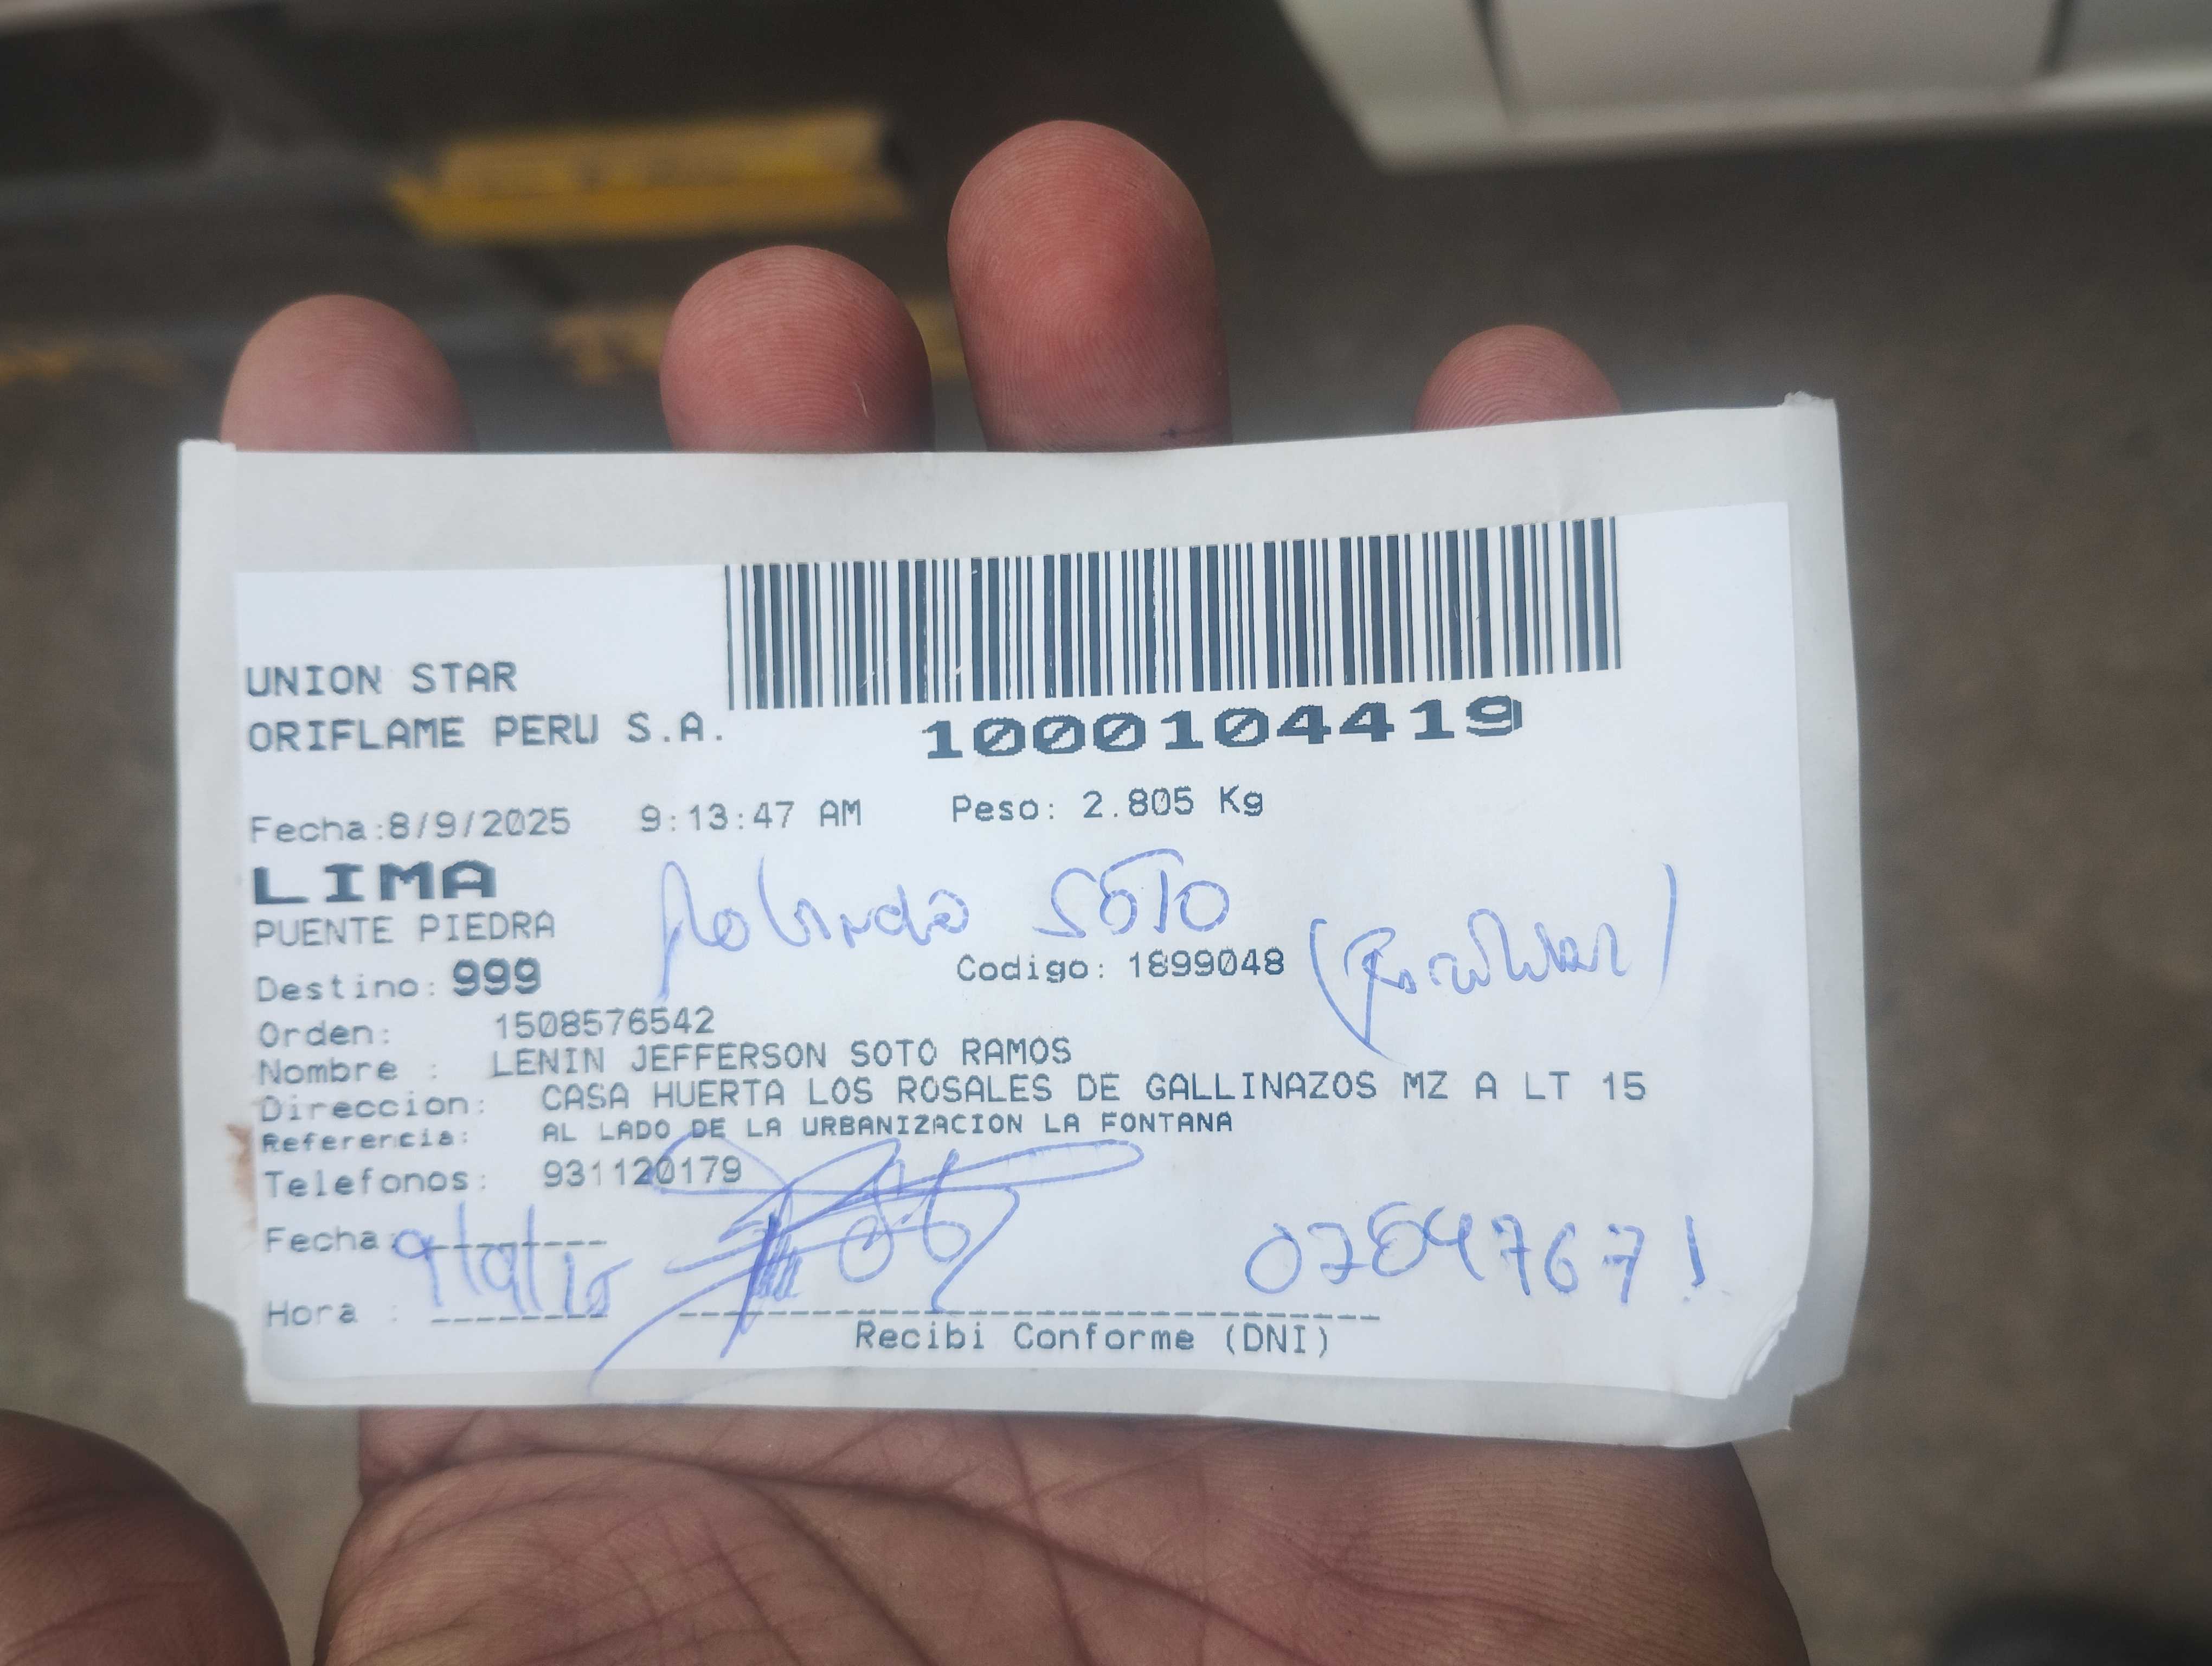 UNION STAR
ORIFLAME PERU S.A.
1000104419
Fecha:8/9/2025 9:13:47 AM Peso: 2.805 Kg
LIMA
PUENTE PIEDRA
SOTO
Destino: 999 Codigo: 1899048
Orden: 1508576542
Nombre : LENIN JEFFERSON SOTO RAMOS
Direccion: CASA HUERTA LOS ROSALES DE GALLINAZOS MZ A LT 15
Referencia: AL LADO DE LA URBANIZACION LA FONTANA
Telefonos: 931120179
Fecha: 9/9/25
Hora :
Recibi Conforme (DNI)